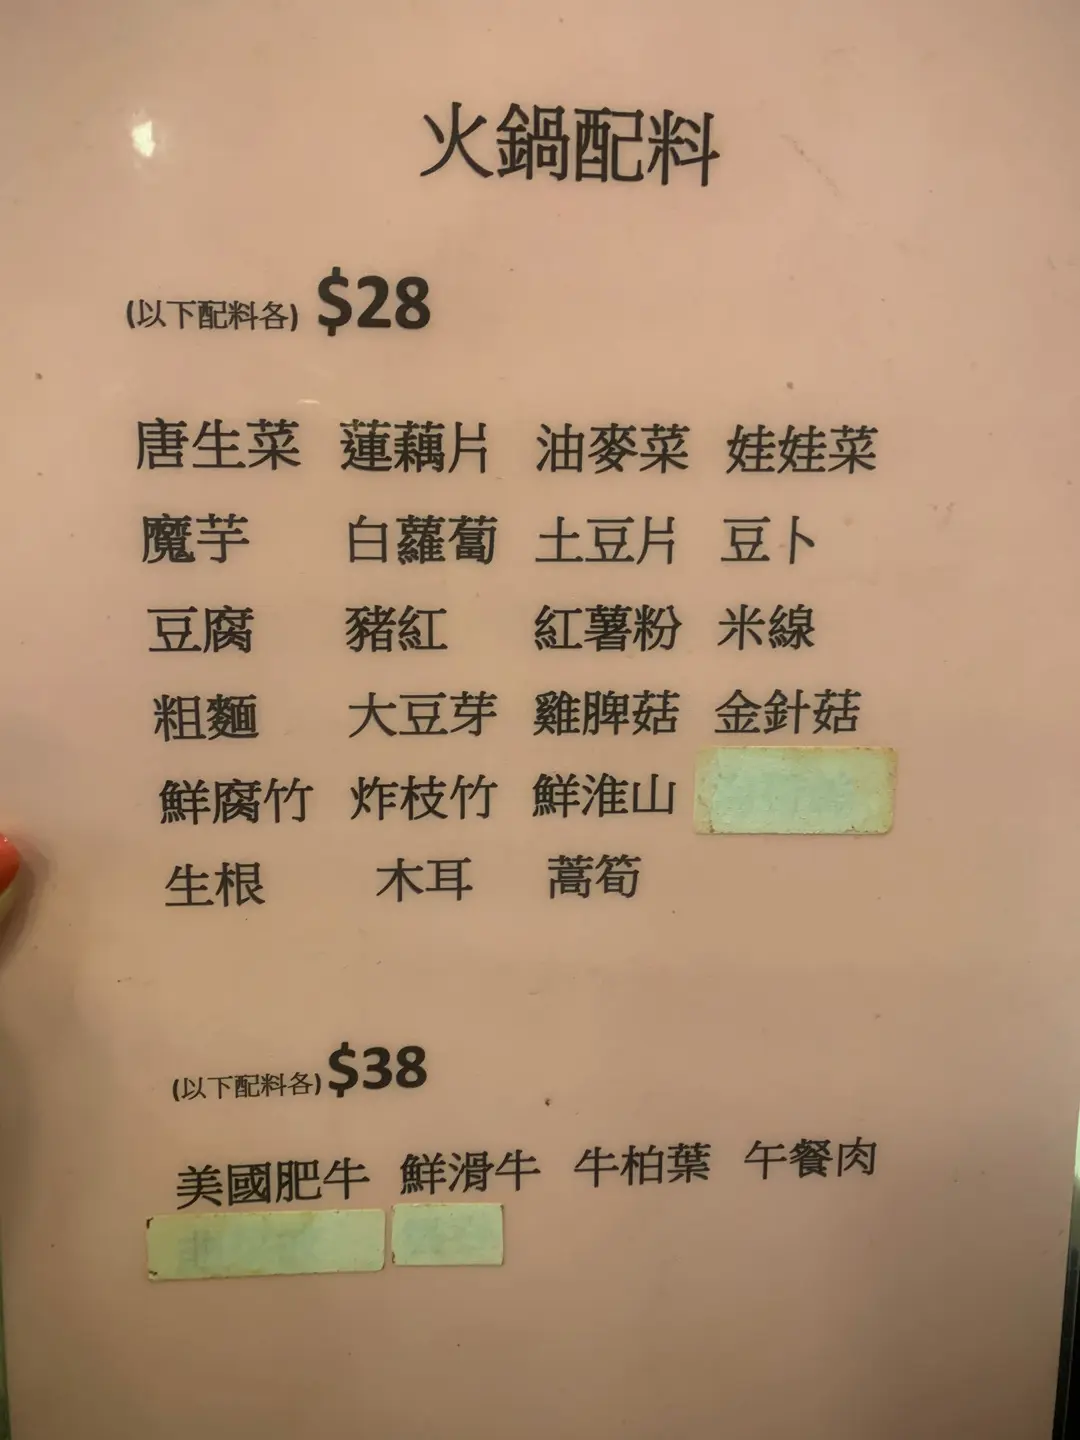 火鍋配料
(以下配料各) $28
唐生菜 蓮藕片 油麥菜 娃娃菜
魔芋 白蘿蔔 土豆片 豆卜
豆腐 豬紅 紅薯粉 米線
粗麵 大豆芽 雞脾菇 金針菇
鮮腐竹 炸枝竹 鮮淮山
生根 木耳 蒿筍
(以下配料各) $38
美國肥牛 鮮滑牛 牛柏葉 午餐肉